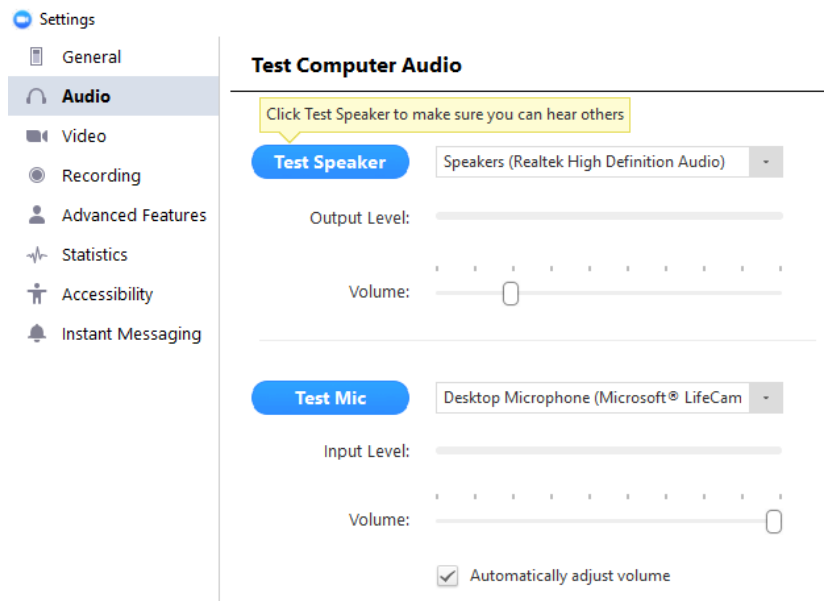 Settings
General
Audio
Video
Recording
Advanced Features
Statistics
Accessibility
Instant Messaging
Test Computer Audio
Click Test Speaker to make sure you can hear others
Test Speaker
Speakers (Realtek High Definition Audio)
Output Level:
Volume:
Test Mic
Desktop Microphone (Microsoft® LifeCam
Input Level:
Volume:
Automatically adjust volume